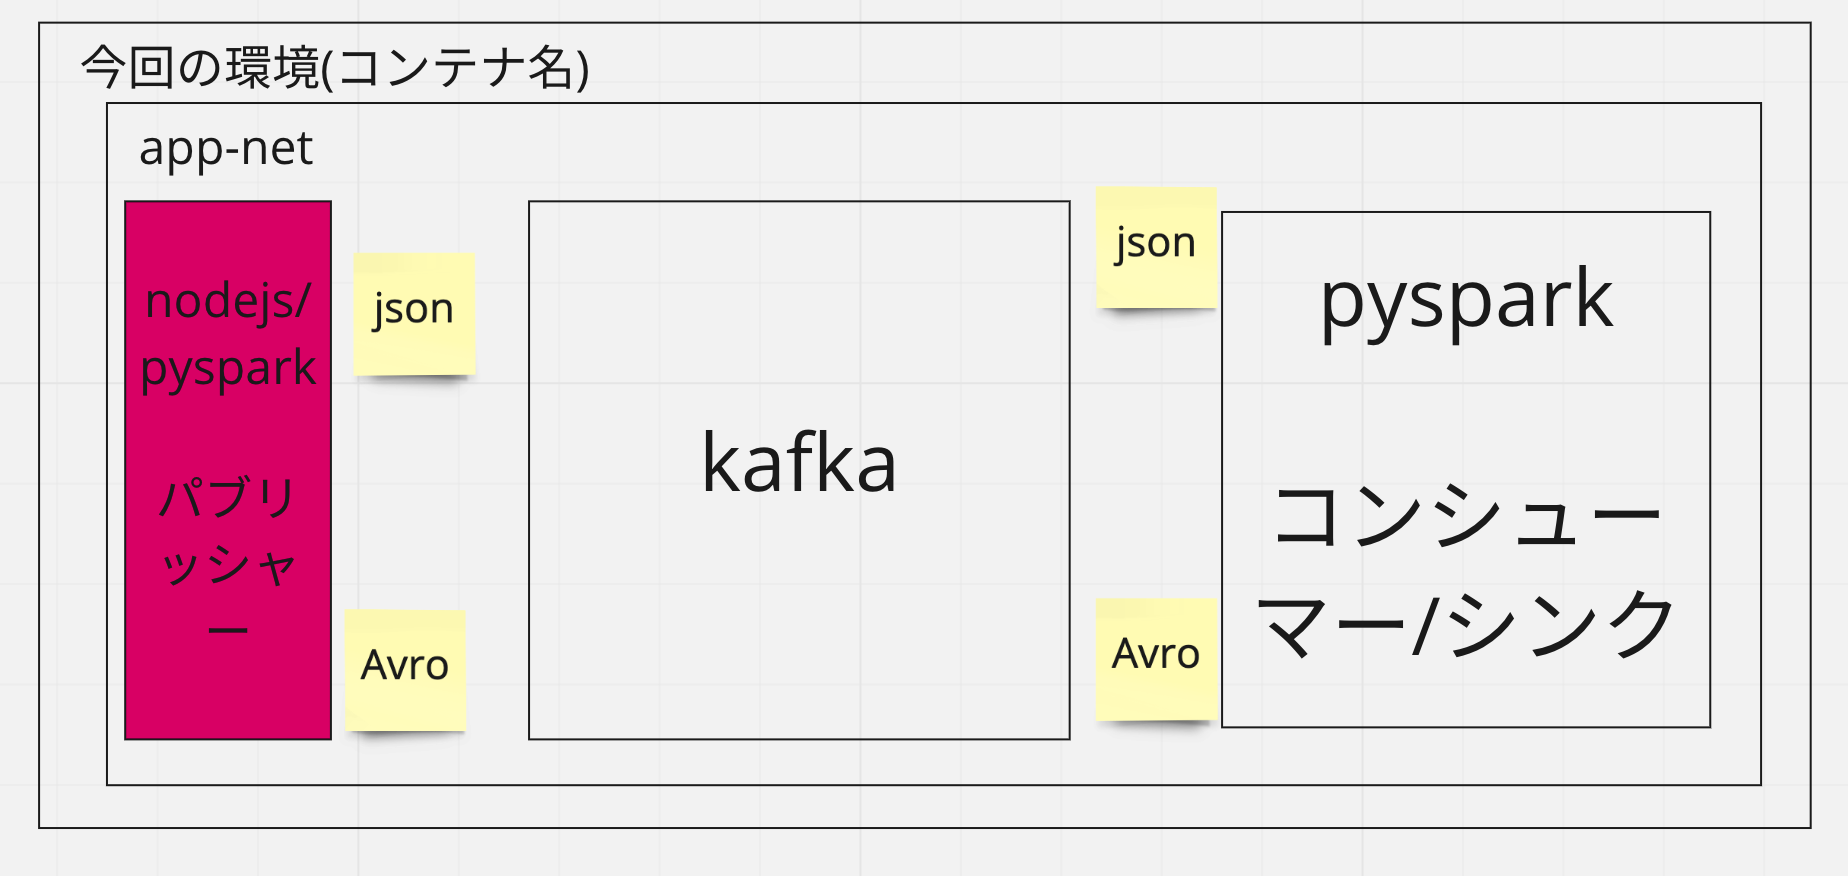 今回の環境(コンテナ名)
app-net
nodejs/
pyspark
パブリ
ッシャ
ー
json
Avro
kafka
json
Avro
pyspark
コンシュー
マー/シンク